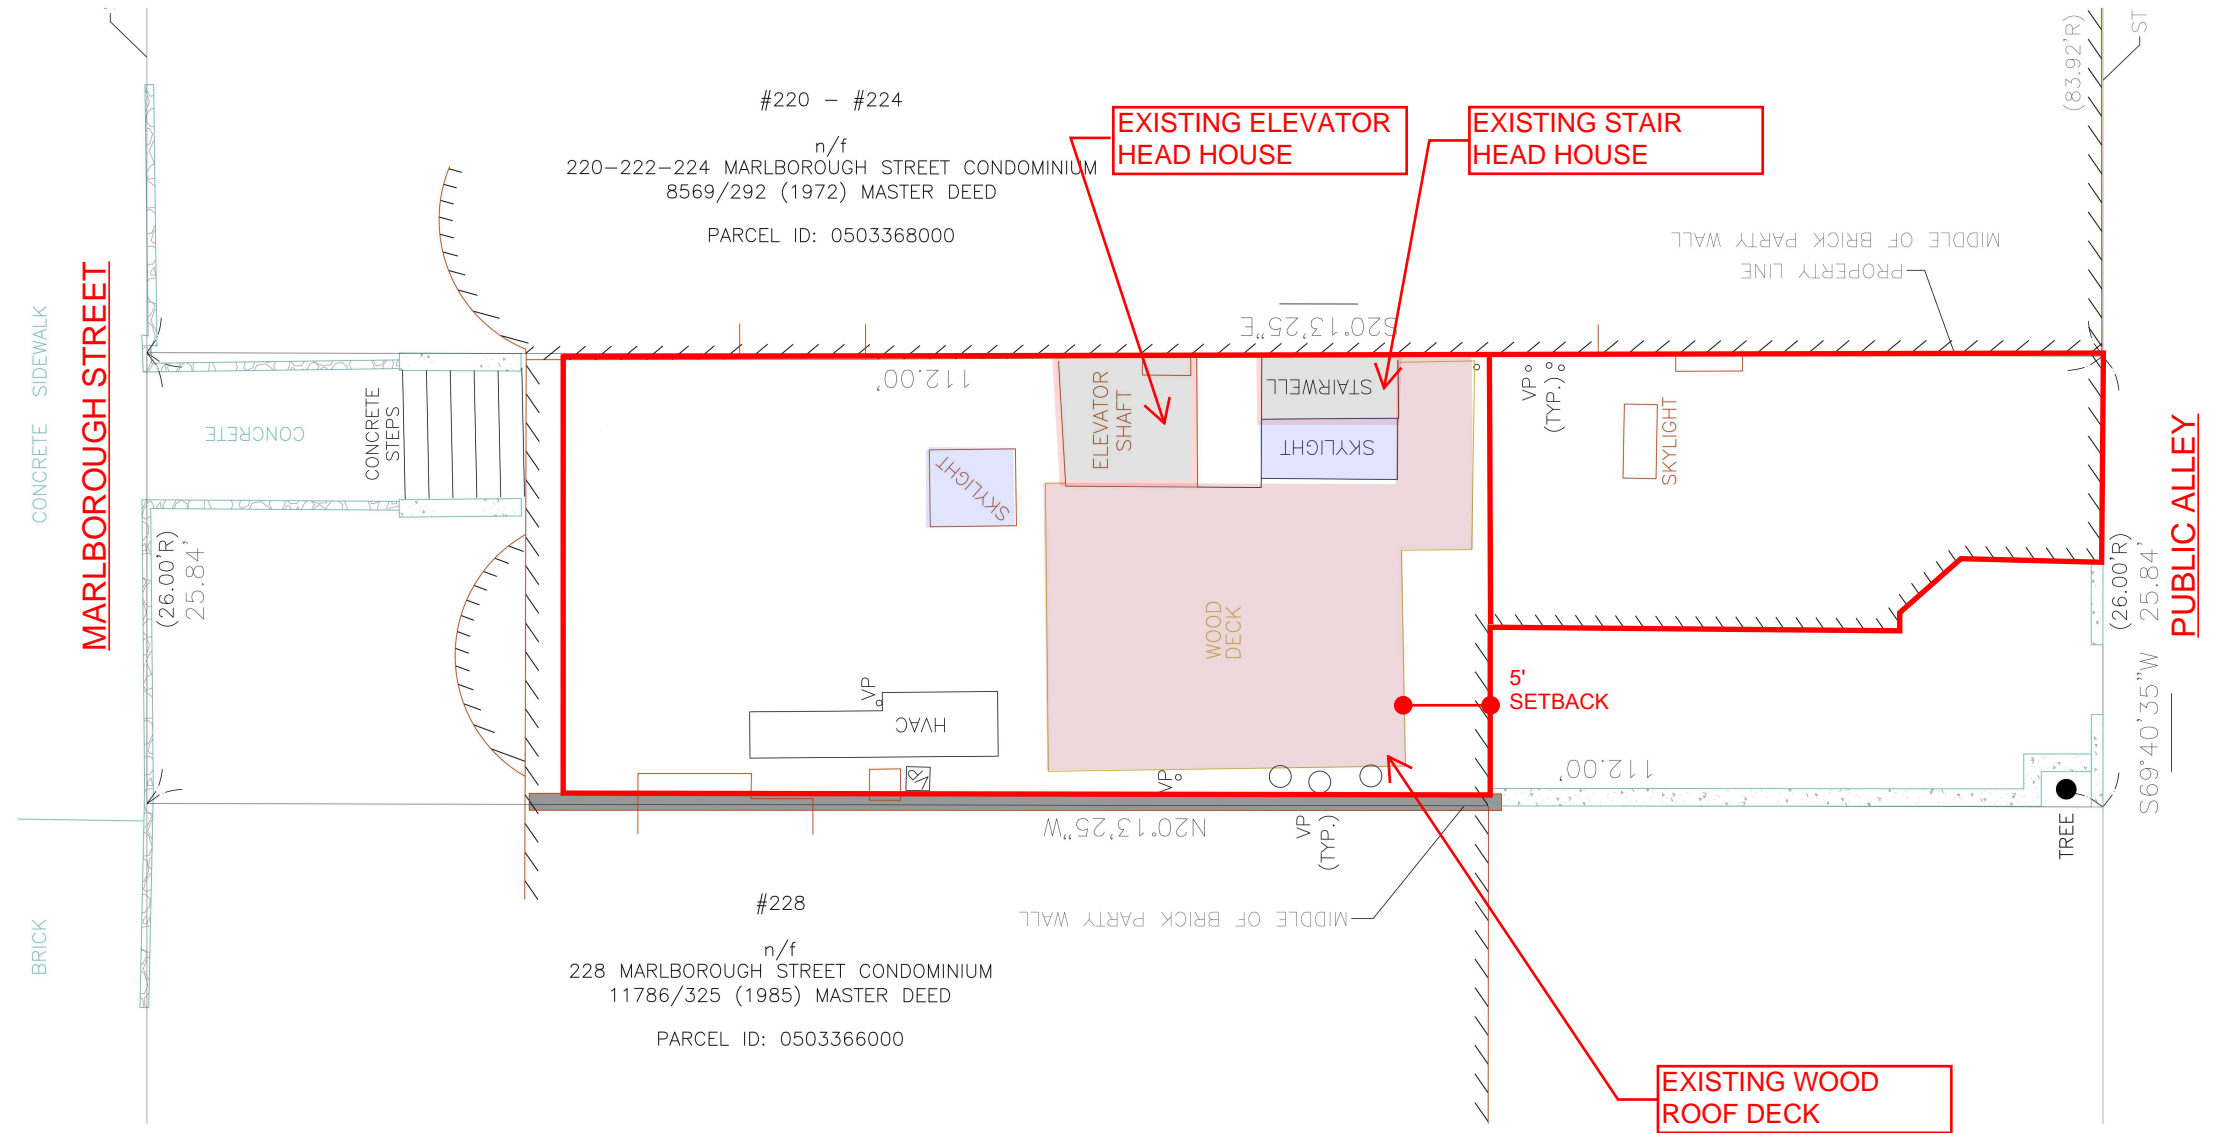 #220 - #224
n/f
220-222-224 MARLBOROUGH STREET CONDOMINIUM
8569/292 (1972) MASTER DEED
PARCEL ID: 0503368000
EXISTING ELEVATOR
HEAD HOUSE
EXISTING STAIR
HEAD HOUSE
(83.92'R)
ST
MIDDLE OF BRICK PARTY WALL
PROPERTY LINE
CONCRETE SIDEWALK
MARLBOROUGH STREET
CONCRETE
CONCRETE
STEPS
(26.00'R)
25.84'
S20°13'25"E
112.00'
ELEVATOR
SHAFT
STAIRWELL
SKYLIGHT
SKYLIGHT
VP
(TYP.)
SKYLIGHT
WOOD
DECK
VP
HVAC
VP
VP
5'
SETBACK
(26.00'R)
25.84'
S69°40'35"W
PUBLIC ALLEY
112.00'
TREE
N20°13'25"W
VP
(TYP.)
MIDDLE OF BRICK PARTY WALL
BRICK
#228
n/f
228 MARLBOROUGH STREET CONDOMINIUM
11786/325 (1985) MASTER DEED
PARCEL ID: 0503366000
EXISTING WOOD
ROOF DECK